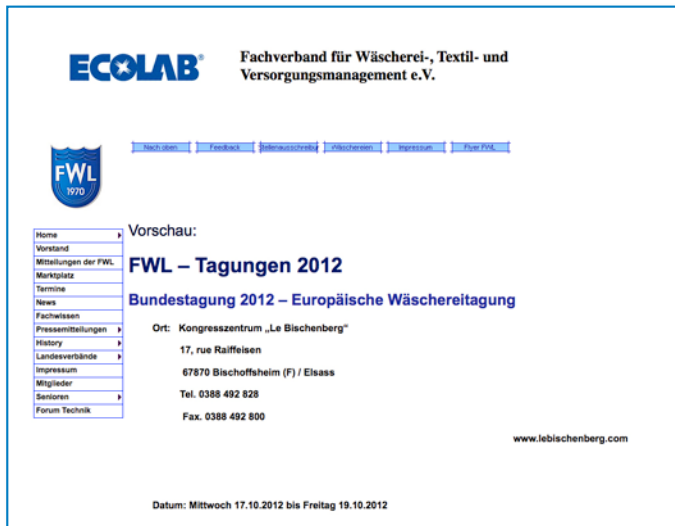 ECOLAB®
Fachverband für Wäscherei-, Textil- und
Versorgungsmanagement e.V.
Nach oben
Feedback
Stellenausschreibur
Wäschereien
Impressum
Flyer FWL
FWL
1970
Home
Vorstand
Mitteilungen der FWL
Marktplatz
Termine
News
Fachwissen
Pressemitteilungen
History
Landesverbände
Impressum
Mitglieder
Senioren
Forum Technik
Vorschau:
FWL – Tagungen 2012
Bundestagung 2012 – Europäische Wäschereitagung
Ort: Kongresszentrum „Le Bischenberg"
17, rue Raiffeisen
67870 Bischoffsheim (F) / Elsass
Tel. 0388 492 828
Fax. 0388 492 800
www.lebischenberg.com
Datum: Mittwoch 17.10.2012 bis Freitag 19.10.2012